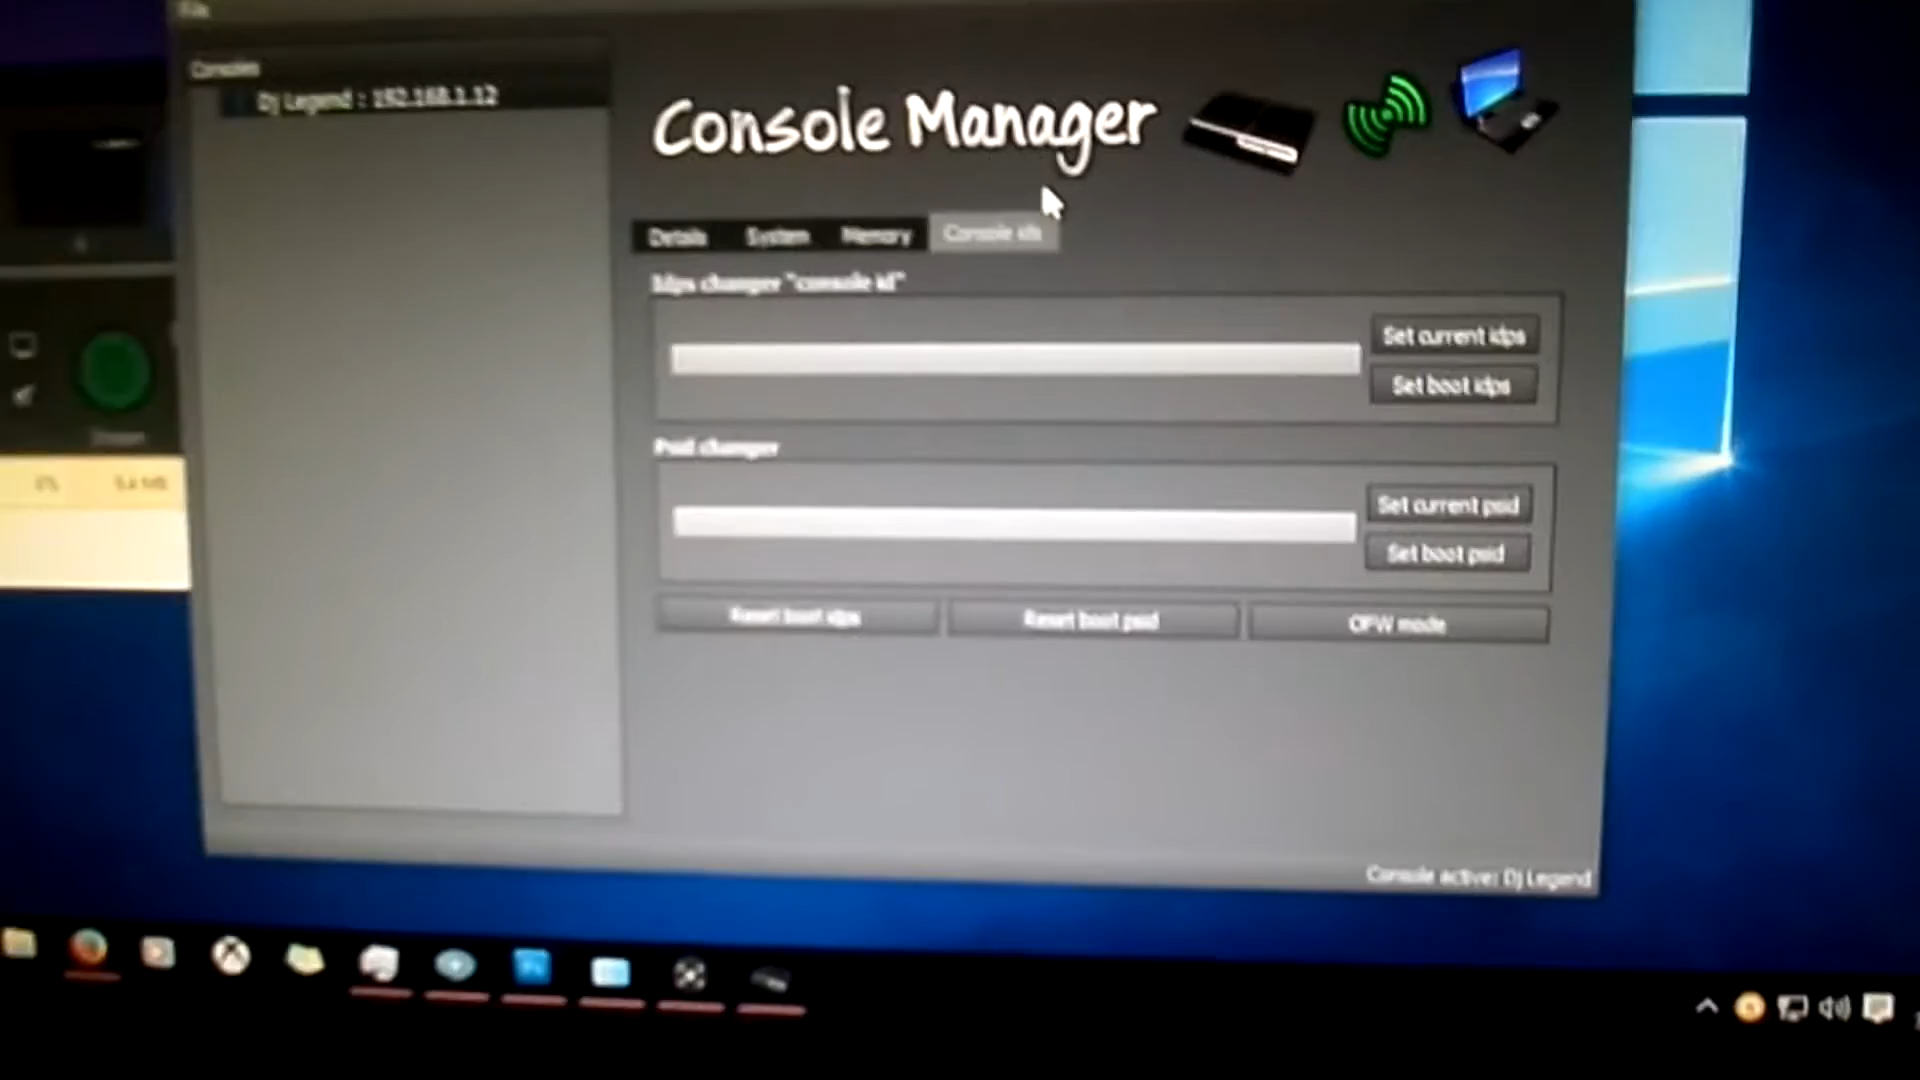 File
Consoles
Dj Legend : 192.168.1.12
Console Manager
Details System Memory Console ids
Idps changer "console id"
Set current idps
Set boot idps
Psid changer
Set current psid
Set boot psid
Reset boot idps Reset boot psid OFW mode
Console active: Dj Legend